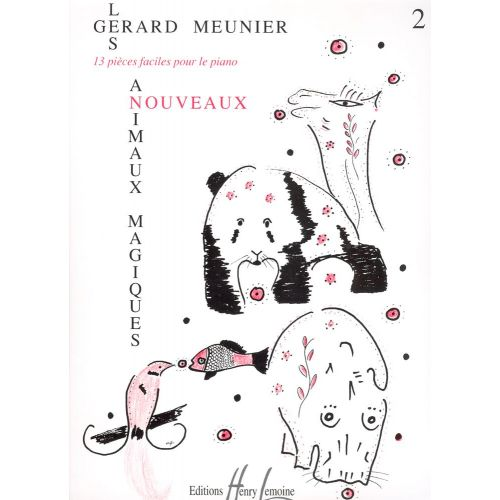 LES
GERARD MEUNIER
2
13 pièces faciles pour le piano
NOUVEAUX
ANIMAUX MAGIQUES
Editions Henry Lemoine